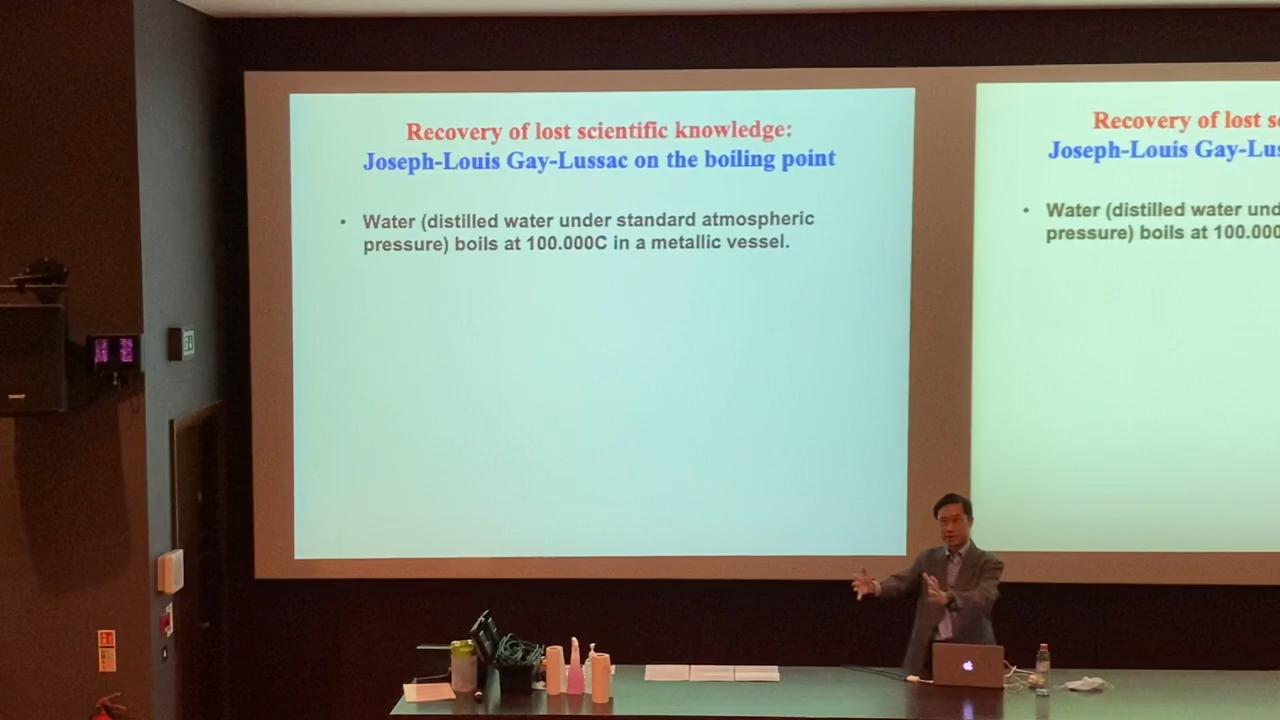 Recovery of lost scientific knowledge:
Joseph-Louis Gay-Lussac on the boiling point
• Water (distilled water under standard atmospheric
pressure) boils at 100.000C in a metallic vessel.
Recovery of lost s
Joseph-Louis Gay-Lus
• Water (distilled water und
pressure) boils at 100.000